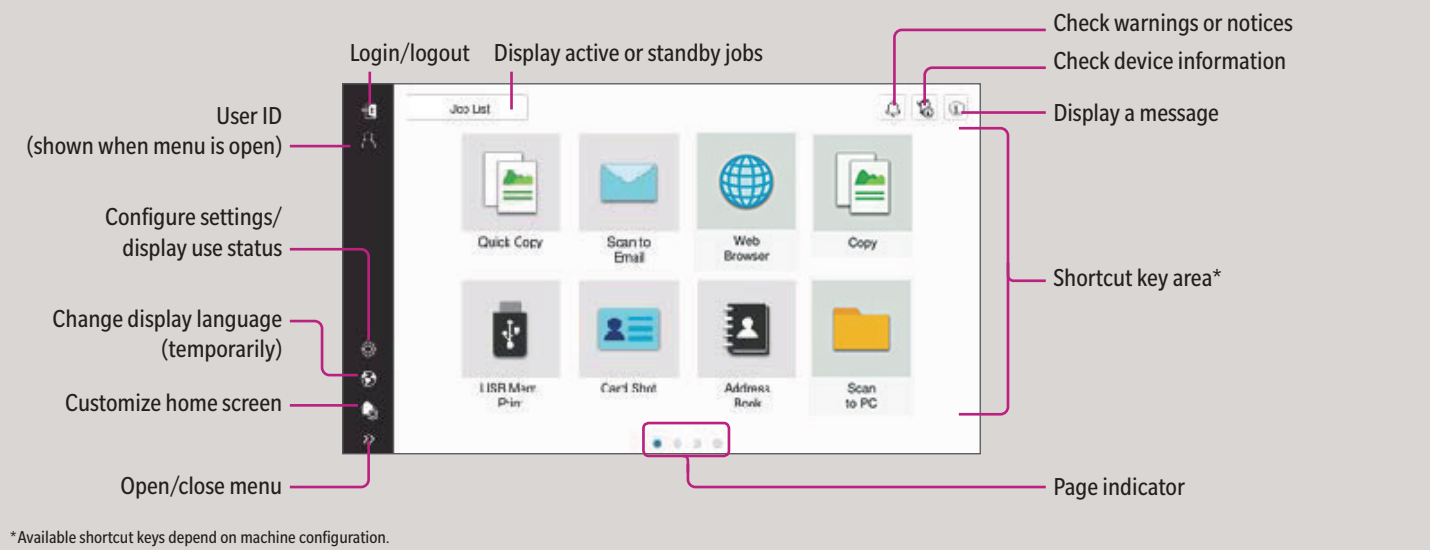 Check warnings or notices
Login/logout
Display active or standby jobs
Check device information
User ID
(shown when menu is open)
Job List
Display a message
Configure settings/
display use status
Quick Copy
Scan to
Email
Web
Browser
Copy
Shortcut key area*
Change display language
(temporarily)
Customize home screen
Card Shot
Address
Book
Scan
to PC
Open/close menu
Page indicator
*Available shortcut keys depend on machine configuration.